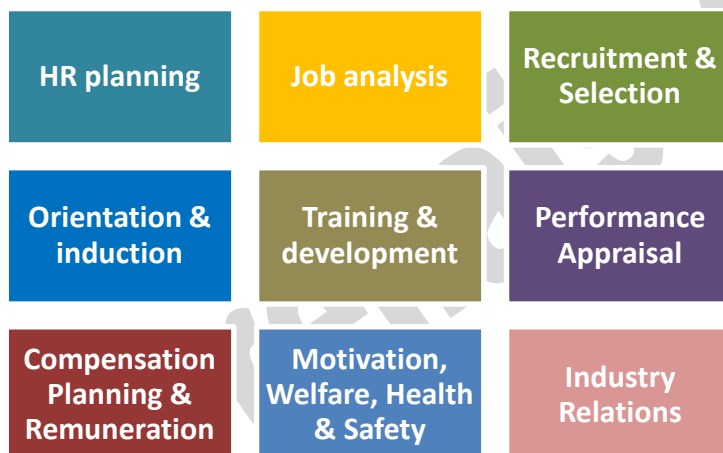 HR planning
Job analysis
Recruitment &
Selection
Orientation &
induction
Training &
development
Performance
Appraisal
Compensation
Planning &
Remuneration
Motivation,
Welfare, Health
& Safety
Industry
Relations